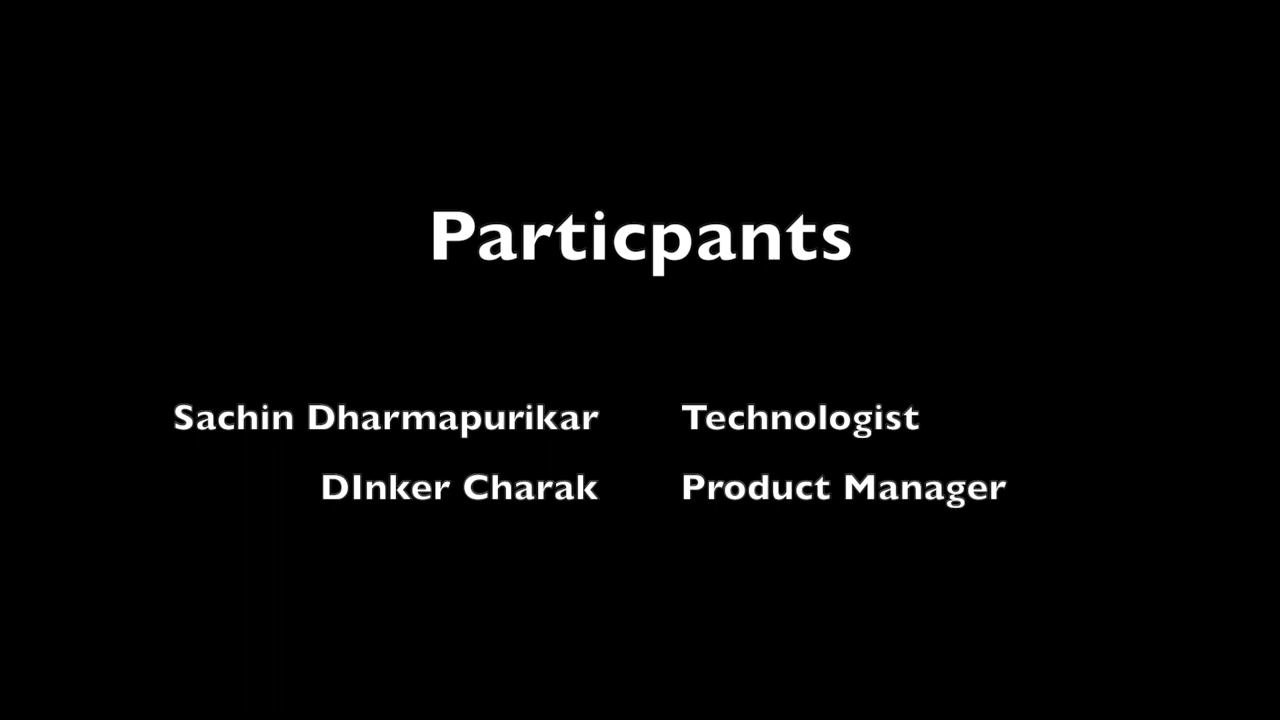 Particpants
Sachin Dharmapurikar Technologist
DInker Charak Product Manager